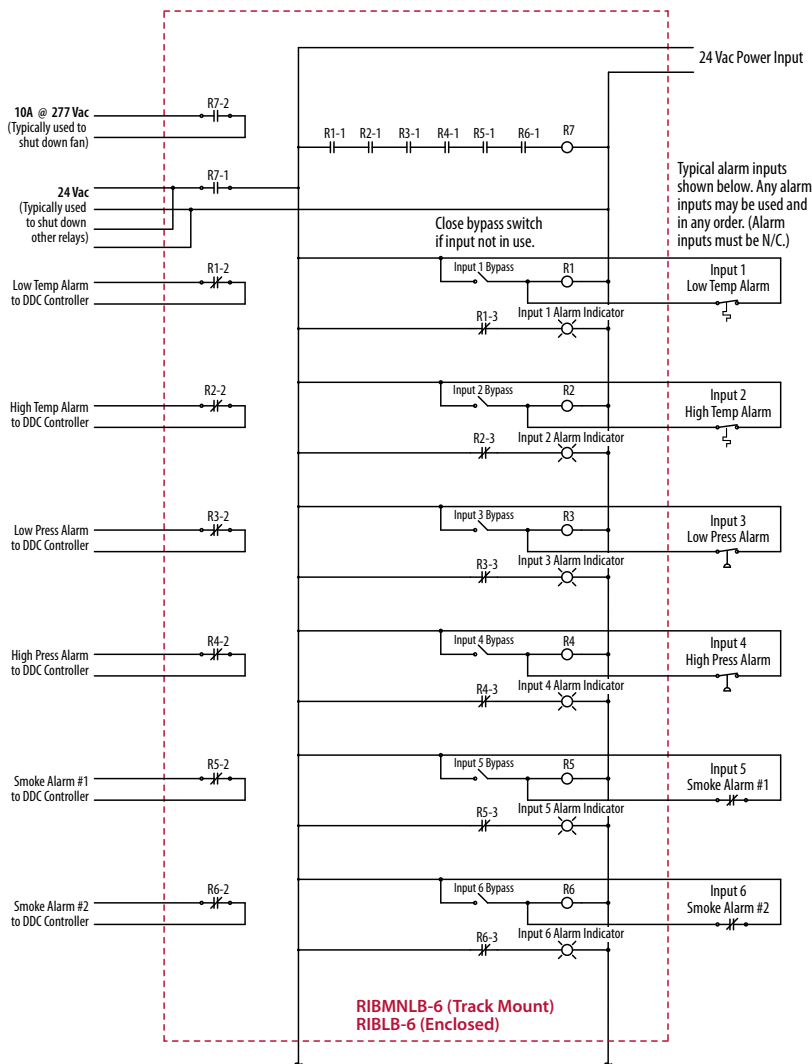 24 Vac Power Input
10A @ 277 Vac
(Typically used to
shut down fan)
R7-2
R1-1 R2-1 R3-1 R4-1 R5-1 R6-1 R7
24 Vac
(Typically used
to shut down
other relays)
R7-1
Typical alarm inputs
shown below. Any alarm
inputs may be used and
in any order. (Alarm
inputs must be N/C.)
Close bypass switch
if input not in use.
Low Temp Alarm
to DDC Controller
R1-2
Input 1 Bypass
R1
Input 1
Low Temp Alarm
R1-3
Input 1 Alarm Indicator
High Temp Alarm
to DDC Controller
R2-2
Input 2 Bypass
R2
Input 2
High Temp Alarm
R2-3
Input 2 Alarm Indicator
Low Press Alarm
to DDC Controller
R3-2
Input 3 Bypass
R3
Input 3
Low Press Alarm
R3-3
Input 3 Alarm Indicator
High Press Alarm
to DDC Controller
R4-2
Input 4 Bypass
R4
Input 4
High Press Alarm
R4-3
Input 4 Alarm Indicator
Smoke Alarm #1
to DDC Controller
R5-2
Input 5 Bypass
R5
Input 5
Smoke Alarm #1
R5-3
Input 5 Alarm Indicator
Smoke Alarm #2
to DDC Controller
R6-2
Input 6 Bypass
R6
Input 6
Smoke Alarm #2
R6-3
Input 6 Alarm Indicator
RIBMNLB-6 (Track Mount)
RIBLB-6 (Enclosed)